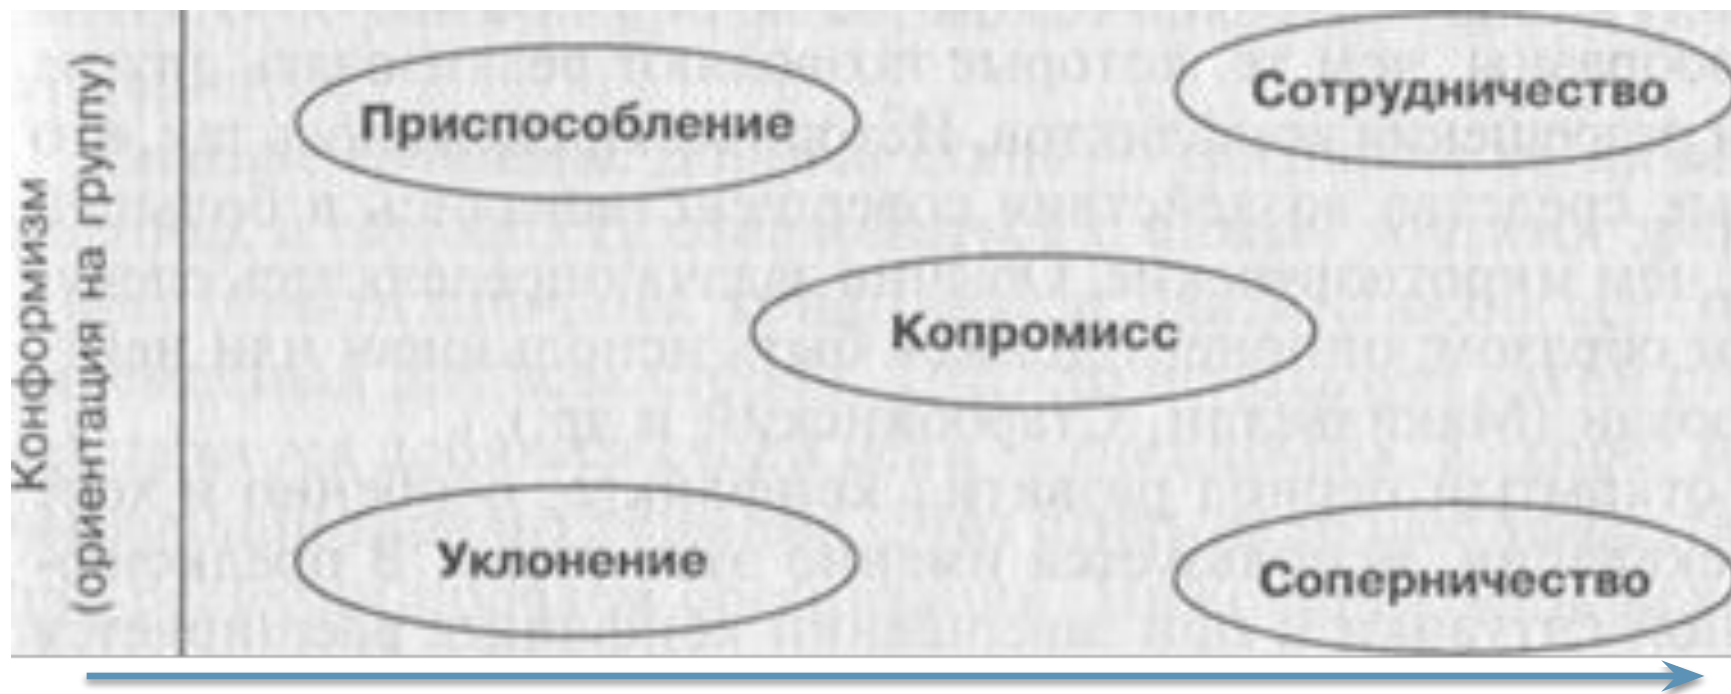 Конформизм
(ориентация на группу)
Приспособление
Сотрудничество
Копромисс
Уклонение
Соперничество